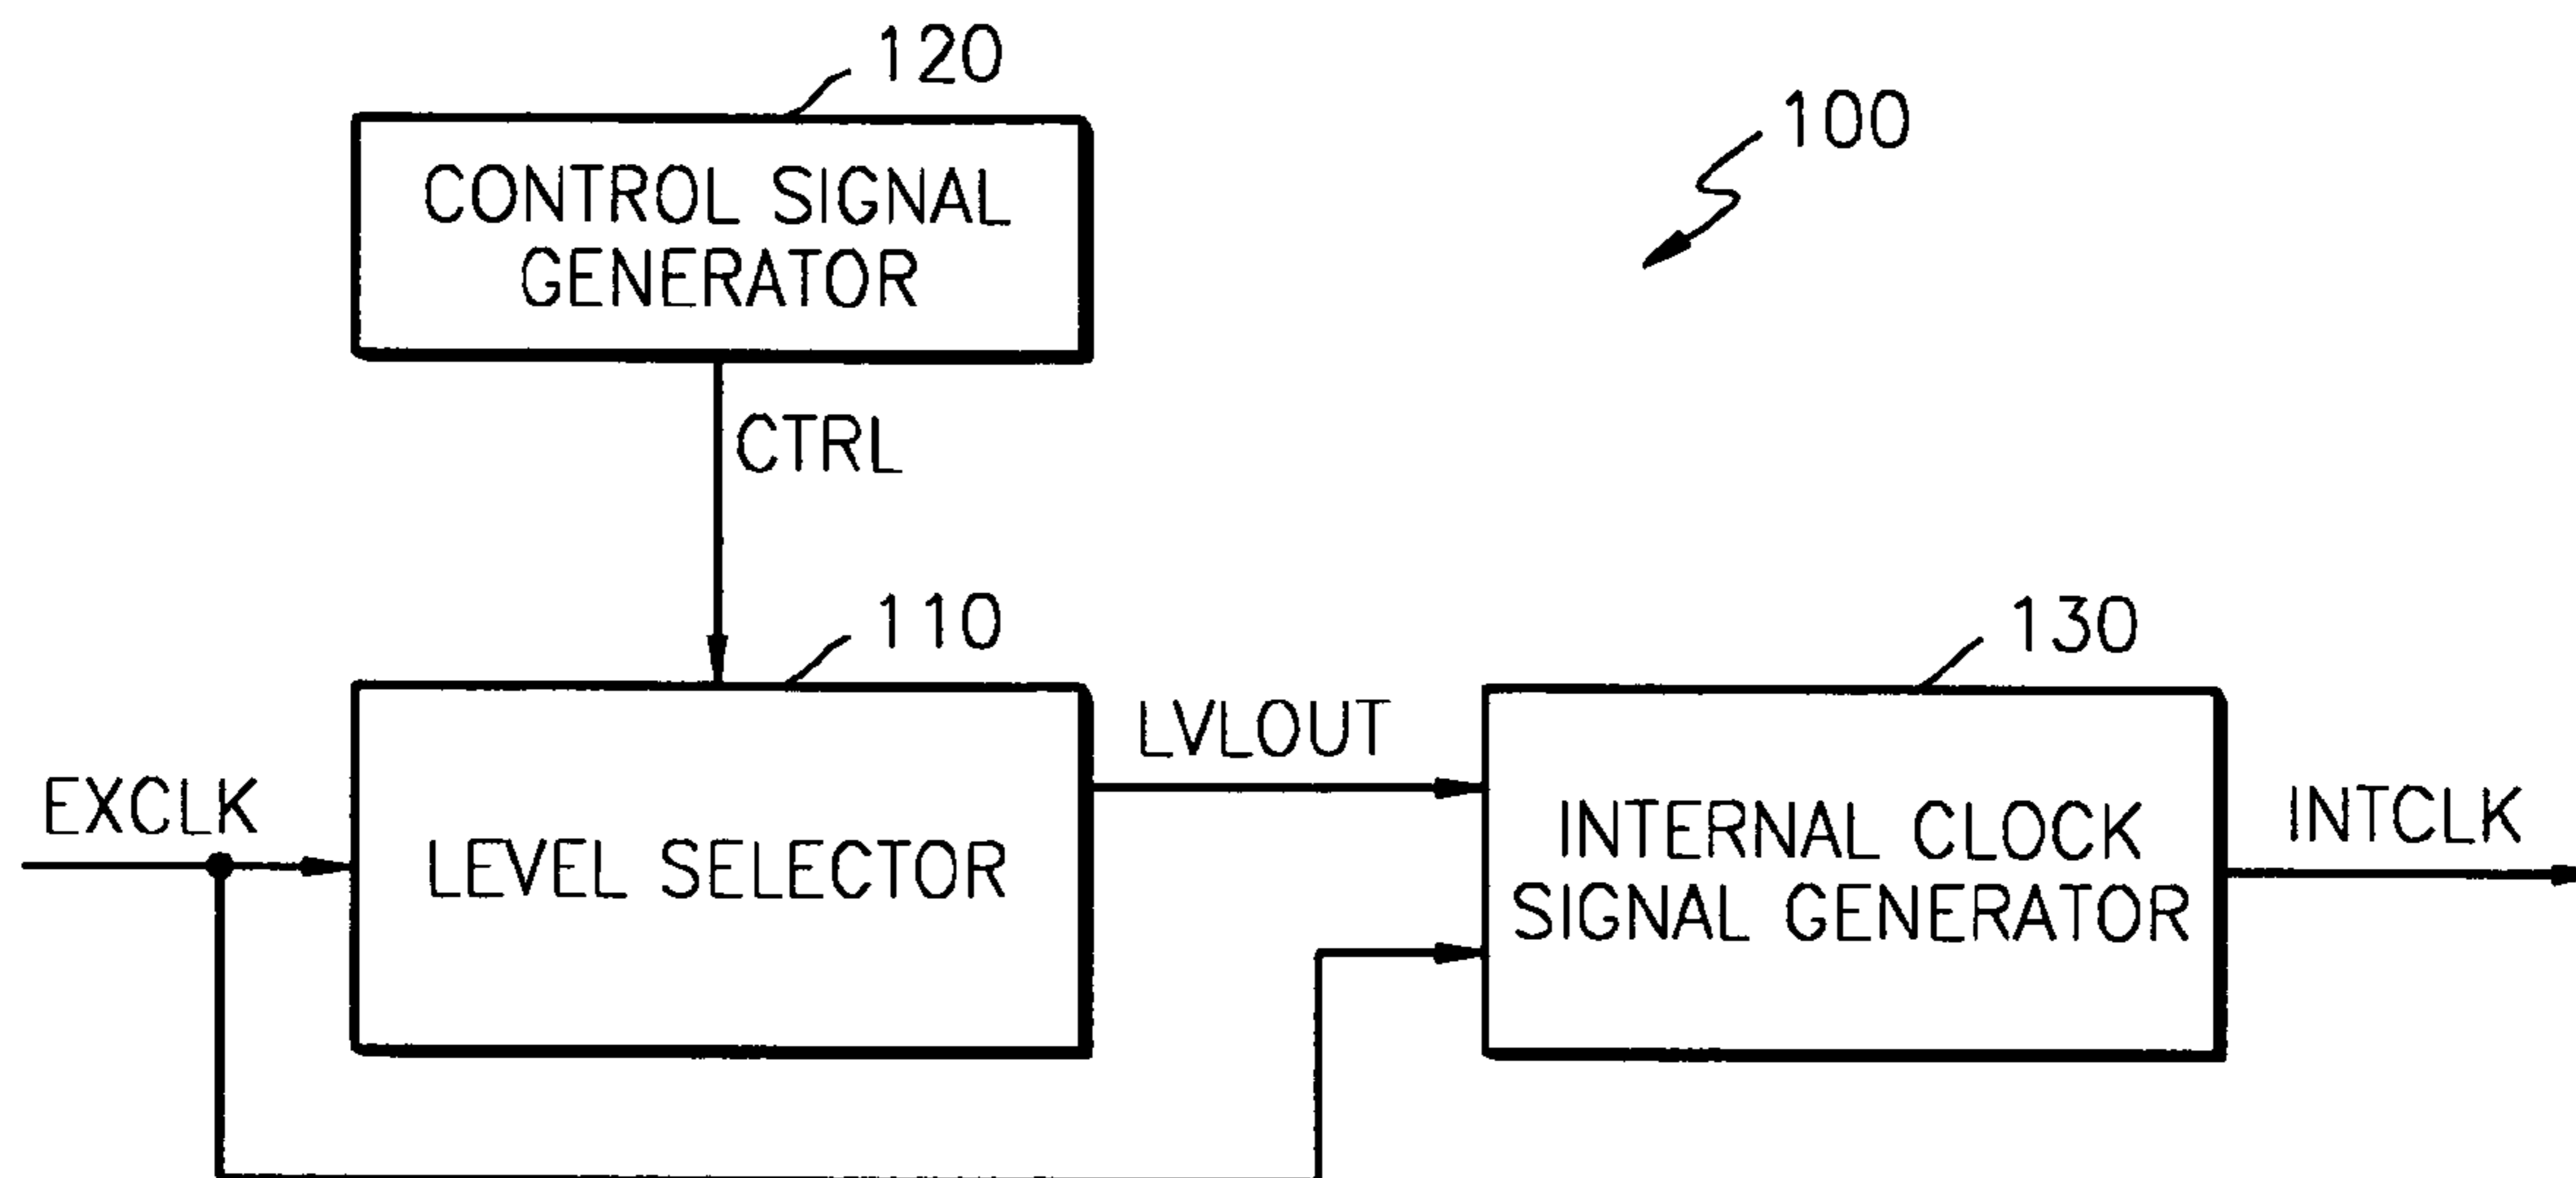 120
100
CONTROL SIGNAL
GENERATOR
CTRL
110
130
LVLOUT
EXCLK
LEVEL SELECTOR
INTERNAL CLOCK
SIGNAL GENERATOR
INTCLK